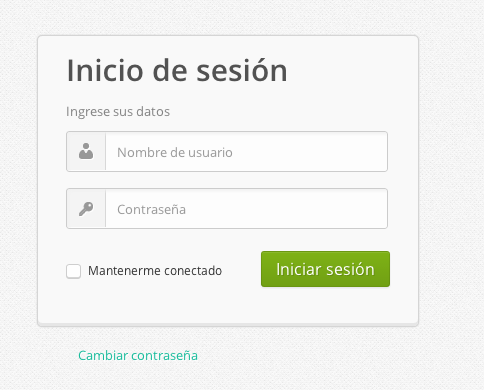 Inicio de sesión
Ingrese sus datos
Nombre de usuario
Contraseña
Mantenerme conectado
Iniciar sesión
Cambiar contraseña